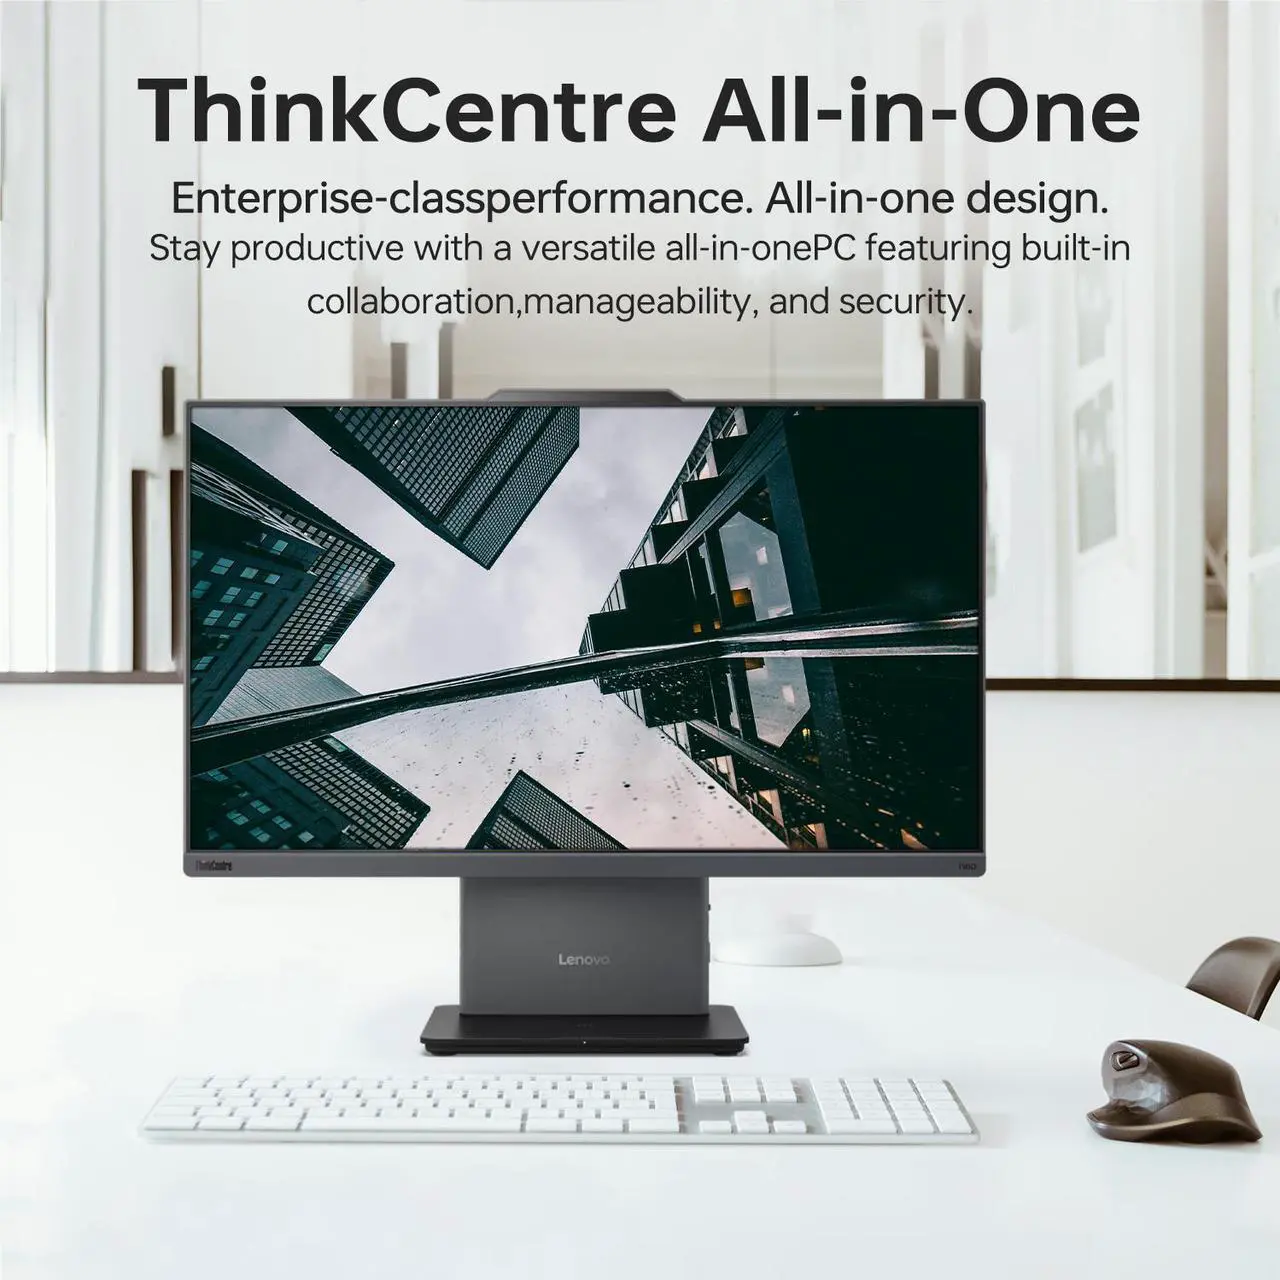 ThinkCentre All-in-One
Enterprise-classperformance. All-in-one design.
Stay productive with a versatile all-in-onePC featuring built-in
collaboration,manageability, and security.
ThinkCentre
neo
Lenovo